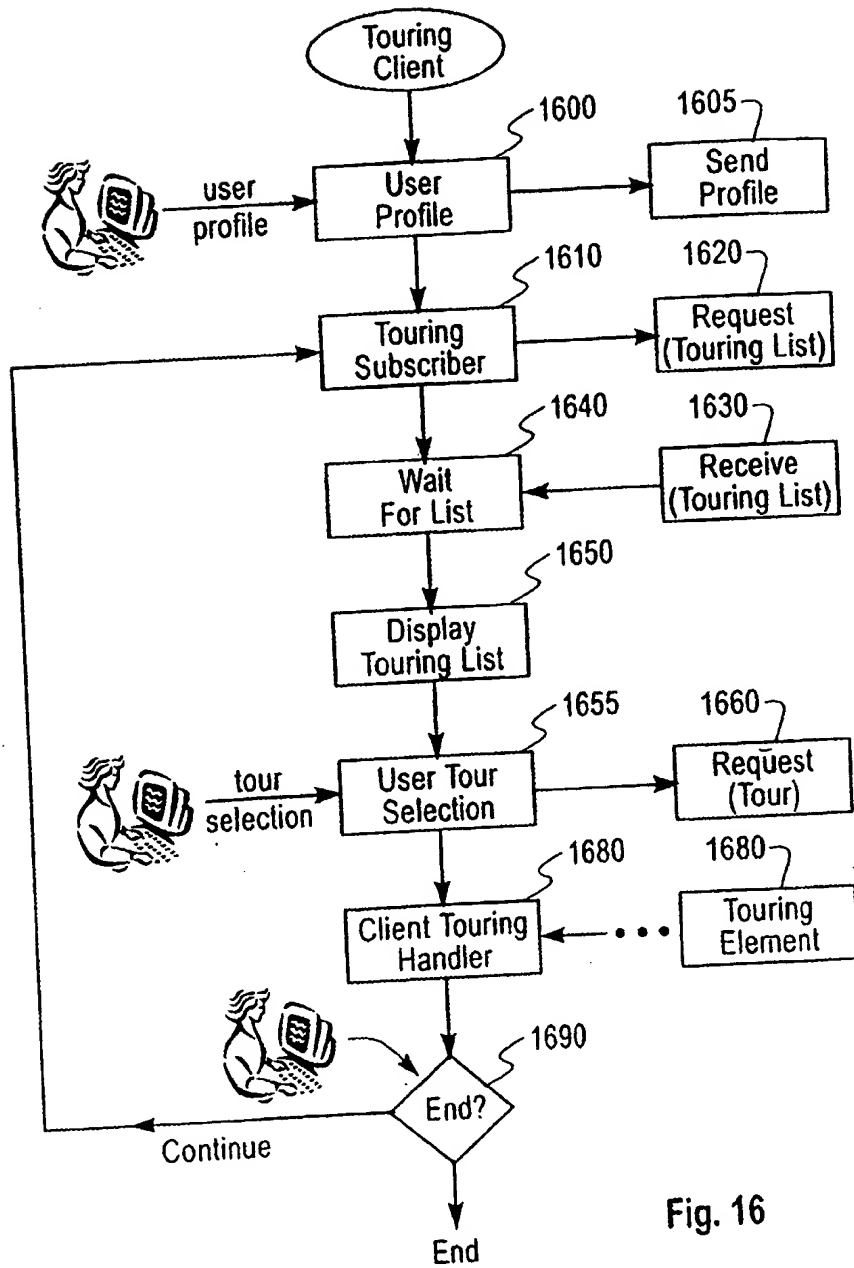 Touring
Client
1600
1605
user
profile
User
Profile
Send
Profile
1610
1620
Touring
Subscriber
Request
(Touring List)
1640
1630
Wait
For List
Receive
(Touring List)
1650
Display
Touring List
1655
1660
tour
selection
User Tour
Selection
Request
(Tour)
1680
1680
Client Touring
Handler
Touring
Element
1690
End?
Continue
End
Fig. 16